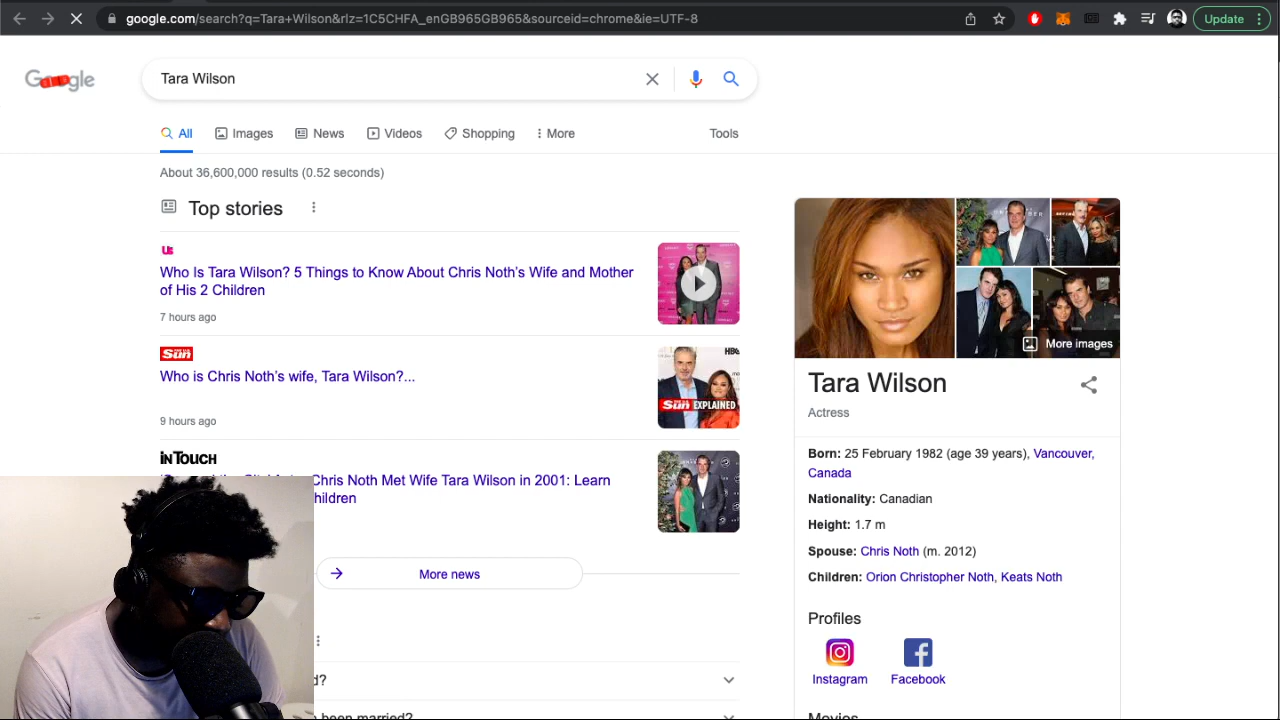 google.com/search?q=Tara+Wilson&rlz=1C5CHFA_enGB965GB965&sourceid=chrome&ie=UTF-8
Update
Google
Tara Wilson
All
Images
News
Videos
Shopping
More
Tools
About 36,600,000 results (0.52 seconds)
Top stories
US
Who Is Tara Wilson? 5 Things to Know About Chris Noth's Wife and Mother
of His 2 Children
7 hours ago
THE Sun
Who is Chris Noth's wife, Tara Wilson?...
9 hours ago
HBO
Sun EXPLAINED
INTOUCH
Chris Noth Met Wife Tara Wilson in 2001: Learn
hildren
More news
d?
been married?
More images
Tara Wilson
Actress
Born: 25 February 1982 (age 39 years), Vancouver,
Canada
Nationality: Canadian
Height: 1.7 m
Spouse: Chris Noth (m. 2012)
Children: Orion Christopher Noth, Keats Noth
Profiles
Instagram
Facebook
Movies